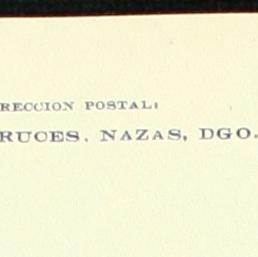 RECCION POSTAL:
RUCES, NAZAS, DGO.